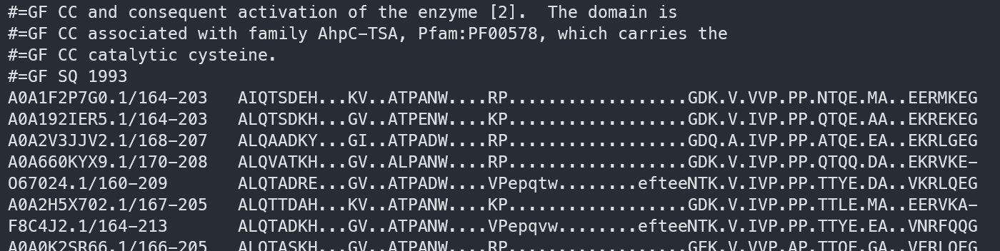 #=GF CC and consequent activation of the enzyme [2].  The domain is
#=GF CC associated with family AhpC-TSA, Pfam:PF00578, which carries the
#=GF CC catalytic cysteine.
#=GF SQ 1993
A0A1F2P7G0.1/164-203   AIQTSDEH...KV..ATPANW....RP..................GDK.V.VVP.PP.NTQE.MA..EERMKEG
A0A192IER5.1/164-203   ALQTSDKH...GV..ATPENW....KP..................GDK.V.IVP.PP.QTQE.AA..EKREKEG
A0A2V3JJV2.1/168-207   ALQAADKY...GI..ATPADW....RP..................GDQ.A.IVP.PP.ATQE.EA..EKRLGEG
A0A660KYX9.1/170-208   ALQVATKH...GV..ALPANW....RP..................GDK.V.IVP.PP.QTQQ.DA..EKRVKE-
O67024.1/160-209       ALQTADRE...GV..ATPADW....VPepqtw........efteeNTK.V.IVP.PP.TTYE.DA..VKRLQEG
A0A2H5X702.1/167-205   ALQTTDAH...KV..ATPANW....KP..................GDK.V.IVP.PP.TTLE.MA..EERVKA-
F8C4J2.1/164-213       ALQTADKH...GV..ATPANW....VPepqvw........efteeNTK.V.IVP.PP.TTYE.EA..VNRFQQG
A0A0K2SR66.1/166-205   ALQTASKH...GV..ATPANW....RP..................GEK.V.VVP.AP.TTQE.GA..VERLQEG